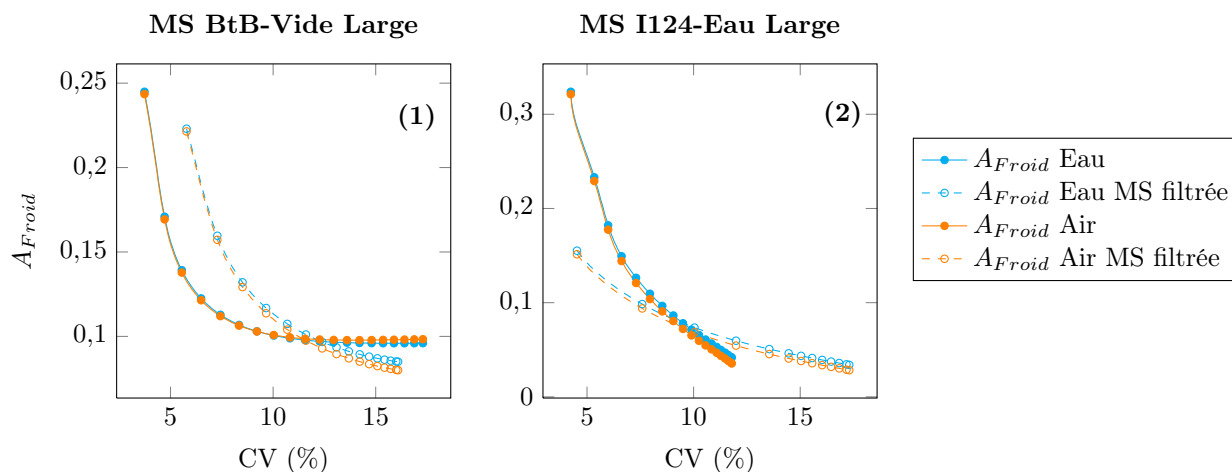 MS BtB-Vide Large
MS I124-Eau Large
(1)
(2)
0,25
0,2
0,15
0,1
A_Froid
5
10
15
CV (%)
0,3
0,2
0,1
0
5
10
15
CV (%)
A_Froid Eau
A_Froid Eau MS filtrée
A_Froid Air
A_Froid Air MS filtrée